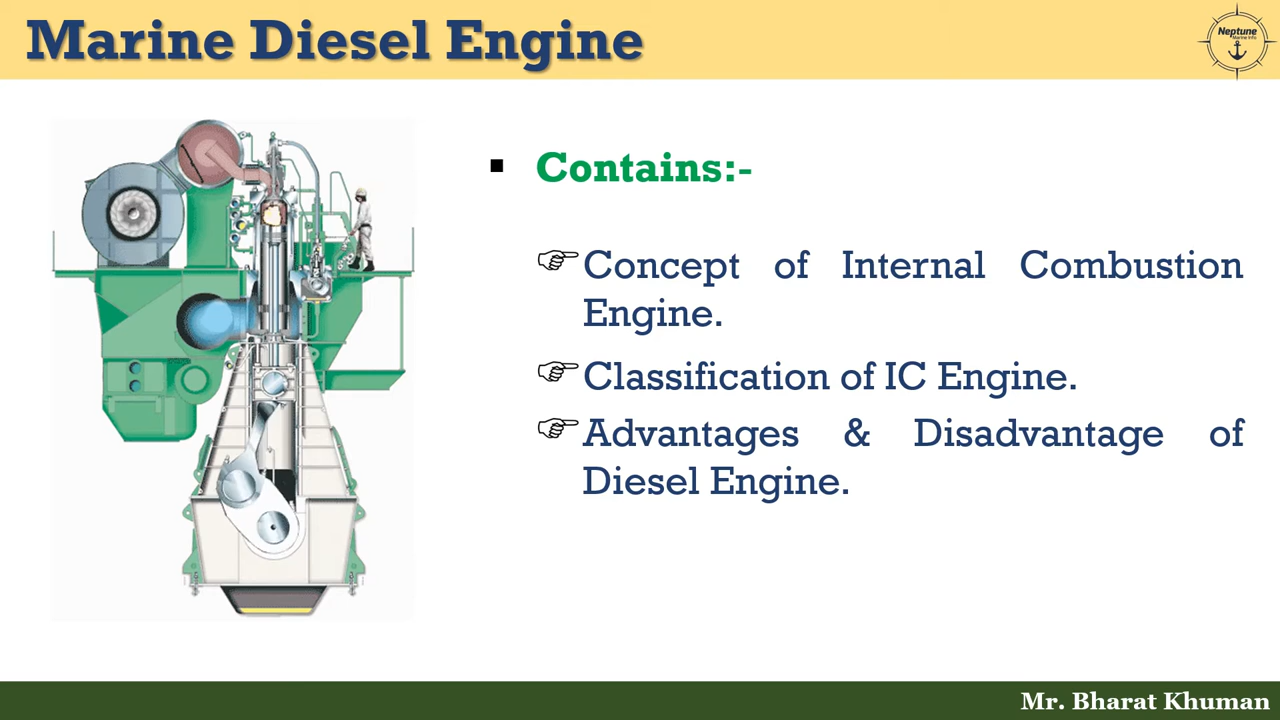 Marine Diesel Engine
Neptune
Marine Info
Contains:-
Concept of Internal Combustion
Engine.
Classification of IC Engine.
Advantages & Disadvantage of
Diesel Engine.
Mr. Bharat Khuman